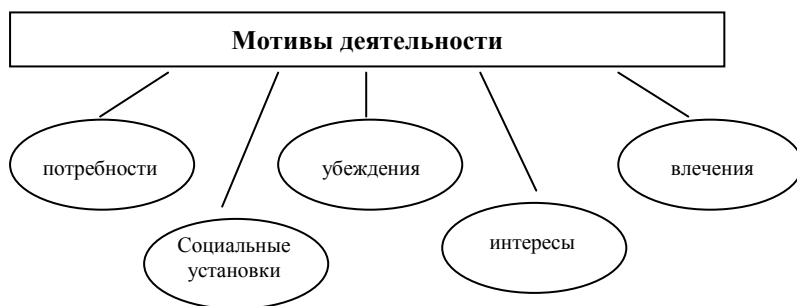 Мотивы деятельности
потребности
Социальные
установки
убеждения
интересы
влечения